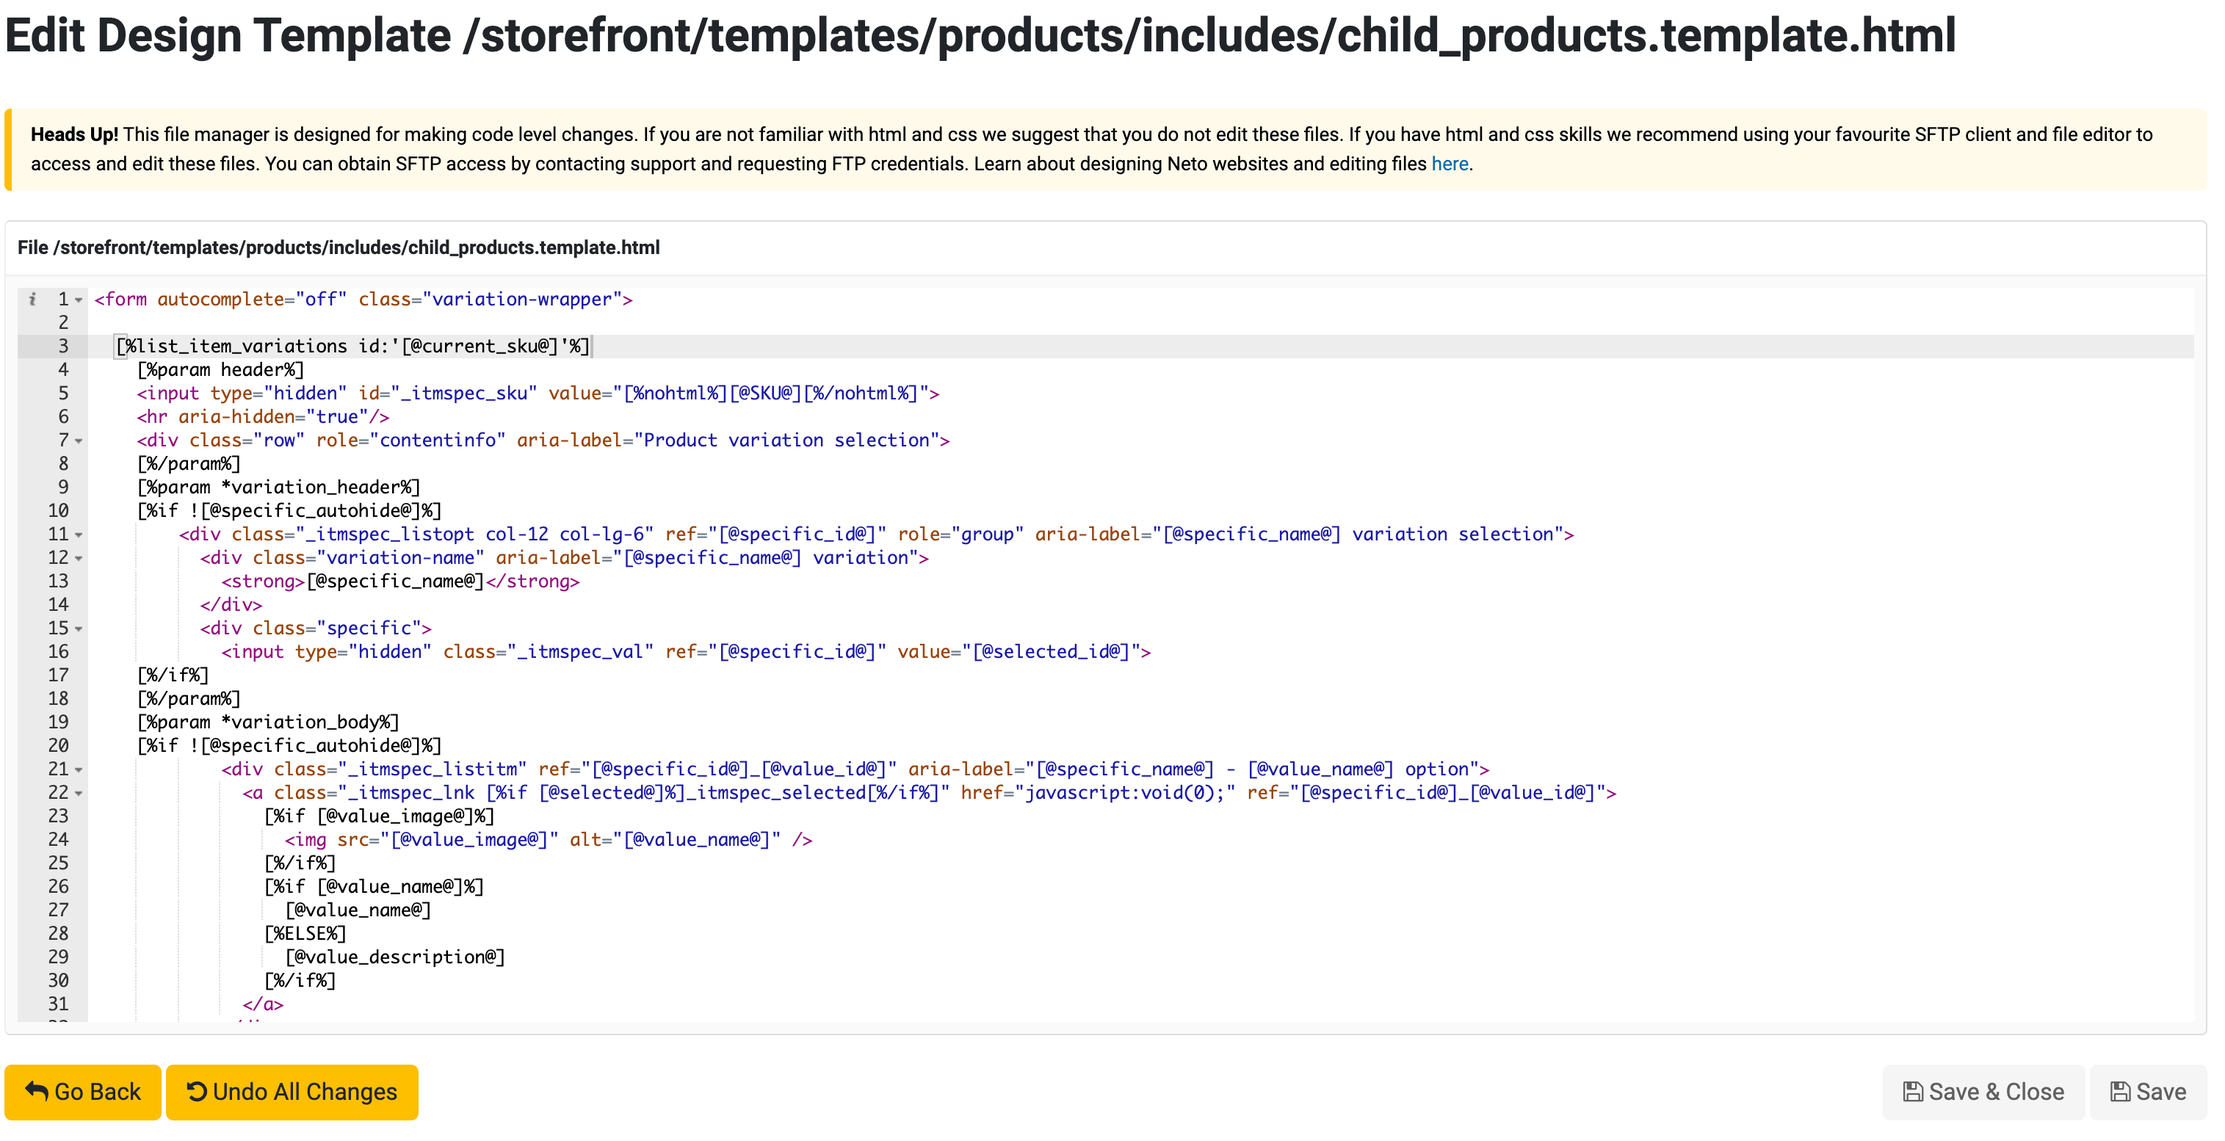 Edit Design Template /storefront/templates/products/includes/child_products.template.html
Heads Up! This file manager is designed for making code level changes. If you are not familiar with html and css we suggest that you do not edit these files. If you have html and css skills we recommend using your favourite SFTP client and file editor to
access and edit these files. You can obtain SFTP access by contacting support and requesting FTP credentials. Learn about designing Neto websites and editing files here.
File /storefront/templates/products/includes/child_products.template.html
i 1 <form autocomplete="off" class="variation-wrapper">
2
3 [%list_item_variations id:'[@current_sku@]'%]
4 [%param header%]
5 <input type="hidden" id="_itmspec_sku" value="[%nohtml%][@SKU@][%/nohtml%]">
6 <hr aria-hidden="true"/>
7 <div class="row" role="contentinfo" aria-label="Product variation selection">
8 [%/param%]
9 [%param *variation_header%]
10 [%if ![@specific_autohide@]%]
11 <div class="_itmspec_listopt col-12 col-lg-6" ref="[@specific_id@]" role="group" aria-label="[@specific_name@] variation selection">
12 <div class="variation-name" aria-label="[@specific_name@] variation">
13 <strong>[@specific_name@]</strong>
14 </div>
15 <div class="specific">
16 <input type="hidden" class="_itmspec_val" ref="[@specific_id@]" value="[@selected_id@]">
17 [%/if%]
18 [%/param%]
19 [%param *variation_body%]
20 [%if ![@specific_autohide@]%]
21 <div class="_itmspec_listitm" ref="[@specific_id@]_[@value_id@]" aria-label="[@specific_name@] - [@value_name@] option">
22 <a class="_itmspec_lnk [%if [@selected@]%]_itmspec_selected[%/if%]" href="javascript:void(0);" ref="[@specific_id@]_[@value_id@]">
23 [%if [@value_image@]%]
24 <img src="[@value_image@]" alt="[@value_name@]" />
25 [%/if%]
26 [%if [@value_name@]%]
27 [@value_name@]
28 [%ELSE%]
29 [@value_description@]
30 [%/if%]
31 </a>
Go Back
Undo All Changes
Save & Close
Save